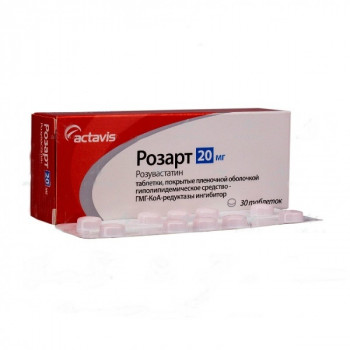 actavis
Розарт 20 мг
Розувастатин
таблетки, покрытые пленочной оболочкой
гиполипидемическое средство -
ГМГ-КоА-редуктазы ингибитор
30 таблеток